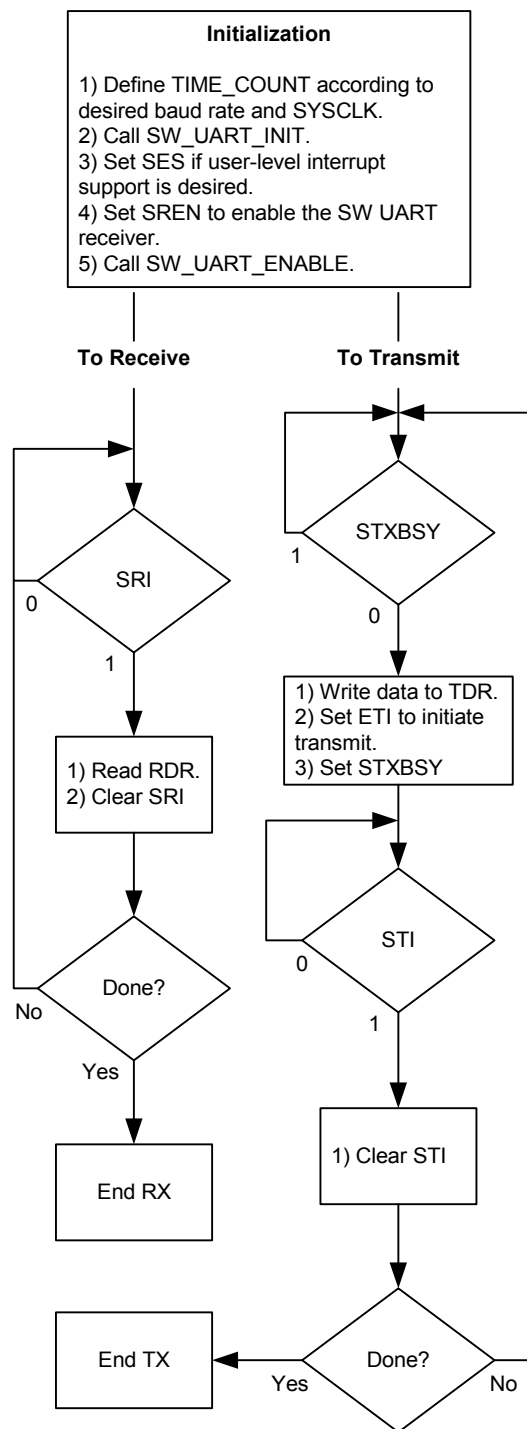 Initialization
1) Define TIME_COUNT according to
desired baud rate and SYSCLK.
2) Call SW_UART_INIT.
3) Set SES if user-level interrupt
support is desired.
4) Set SREN to enable the SW UART
receiver.
5) Call SW_UART_ENABLE.
To Receive
To Transmit
SRI
0
1
1) Read RDR.
2) Clear SRI
Done?
No
Yes
End RX
STXBSY
1
0
1) Write data to TDR.
2) Set ETI to initiate
transmit.
3) Set STXBSY
STI
0
1
1) Clear STI
Done?
Yes
No
End TX